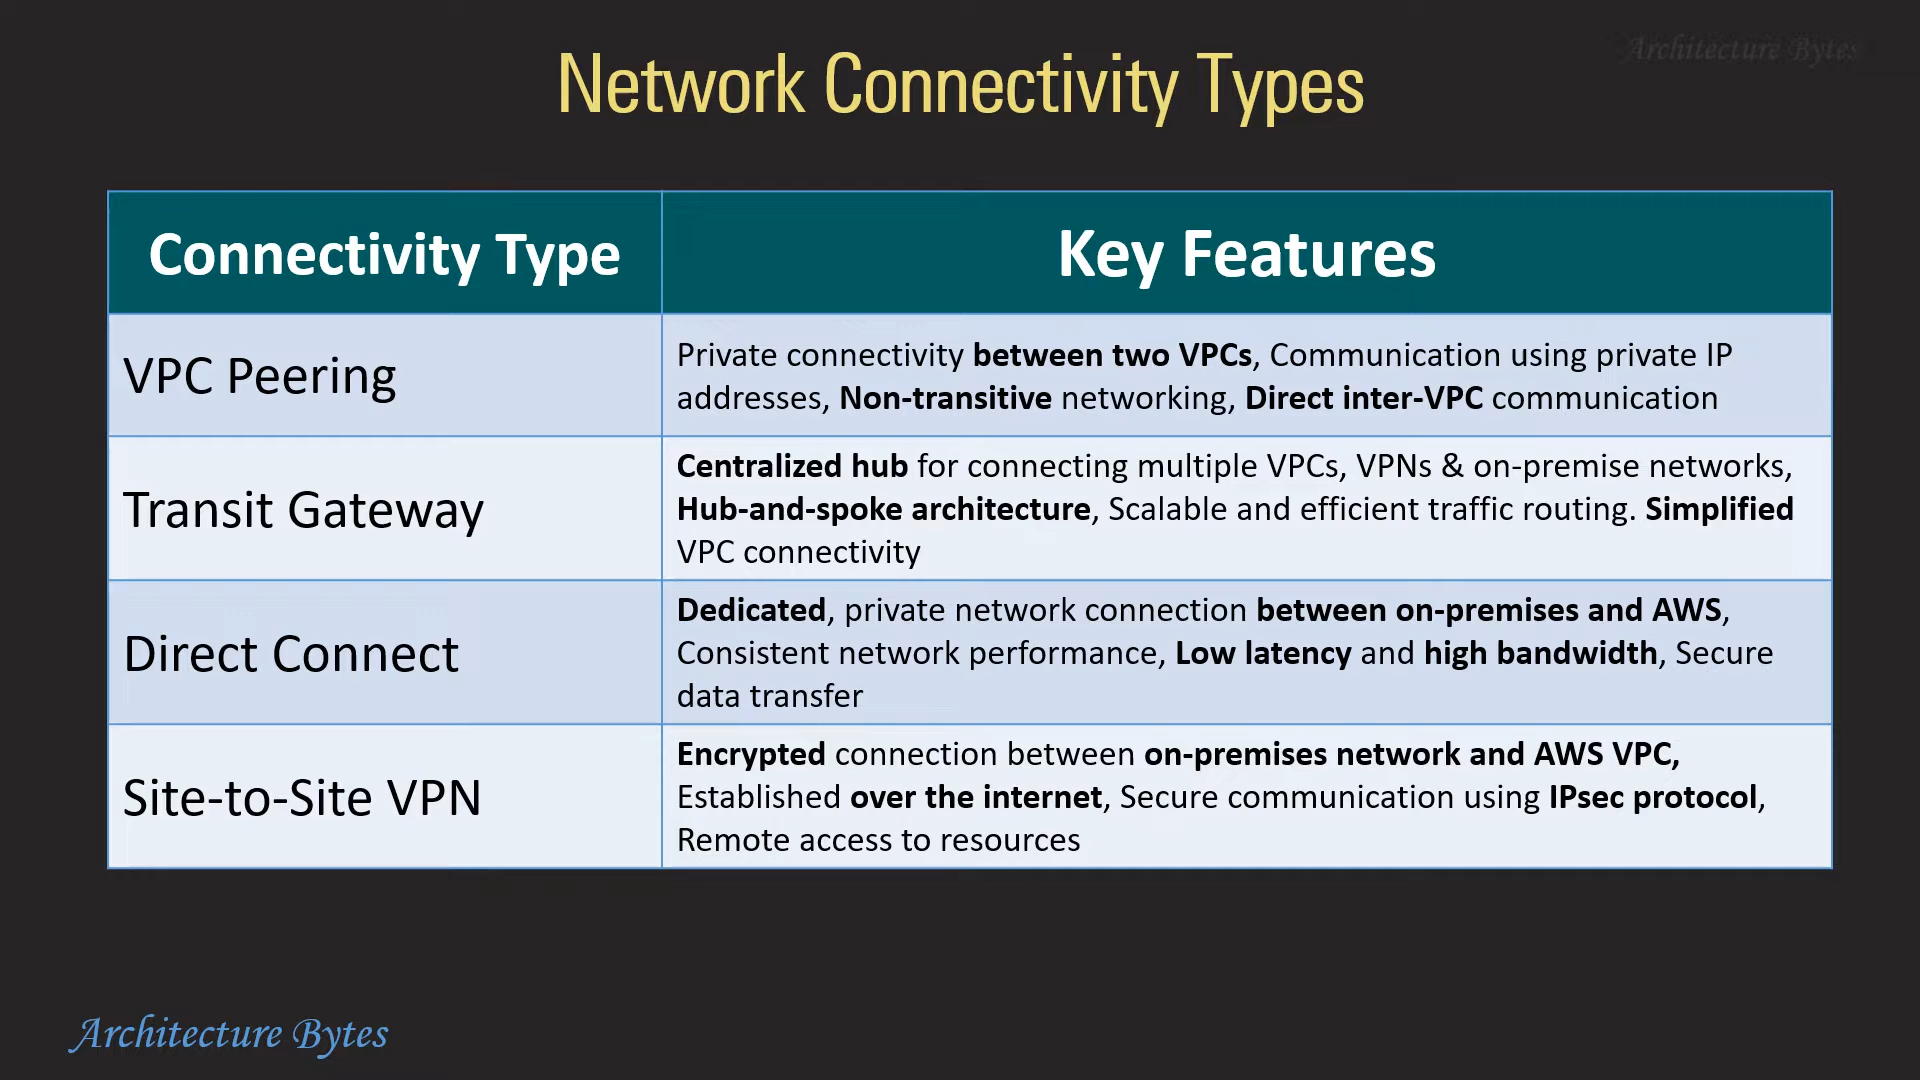 Architecture Bytes
Network Connectivity Types
Connectivity Type
Key Features
VPC Peering
Private connectivity between two VPCs, Communication using private IP
addresses, Non-transitive networking, Direct inter-VPC communication
Transit Gateway
Centralized hub for connecting multiple VPCs, VPNs & on-premise networks,
Hub-and-spoke architecture, Scalable and efficient traffic routing. Simplified
VPC connectivity
Direct Connect
Dedicated, private network connection between on-premises and AWS,
Consistent network performance, Low latency and high bandwidth, Secure
data transfer
Site-to-Site VPN
Encrypted connection between on-premises network and AWS VPC,
Established over the internet, Secure communication using IPsec protocol,
Remote access to resources
Architecture Bytes